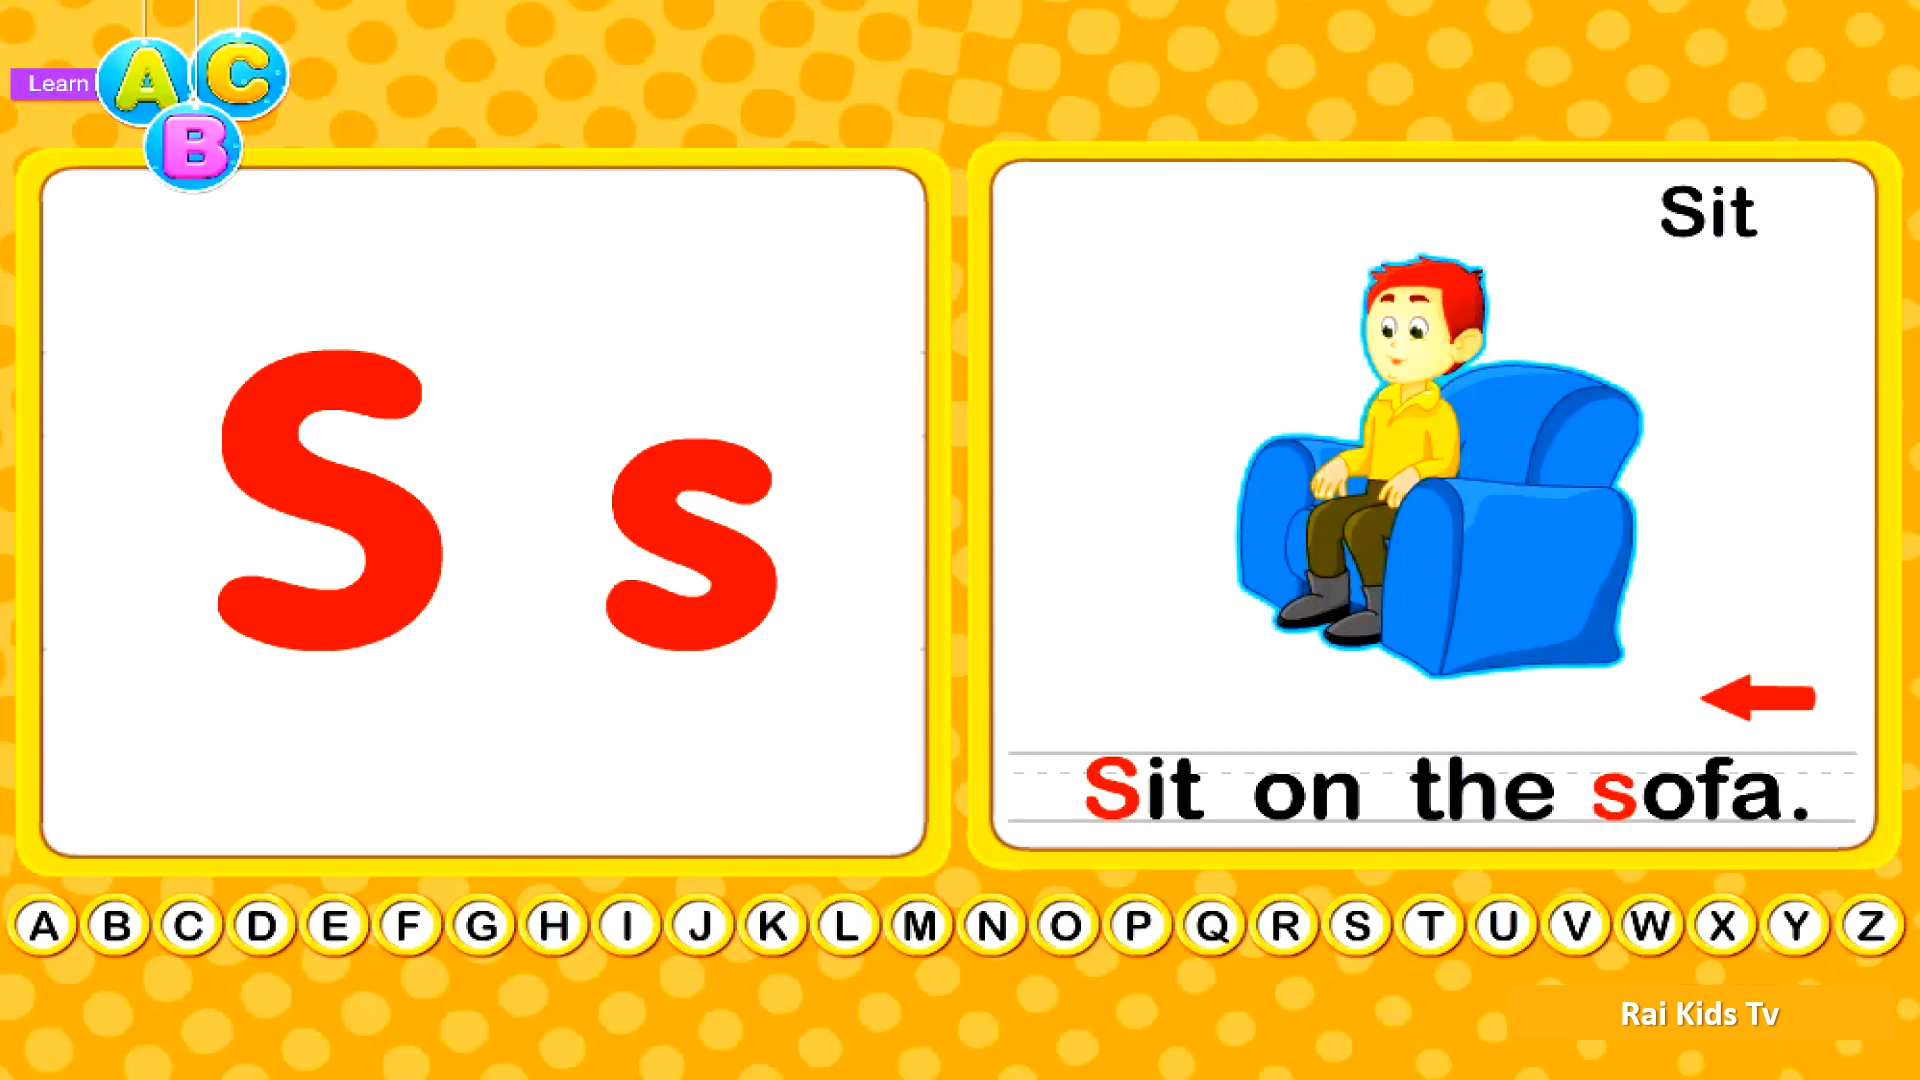 Learn
A C
B
S s
Sit
Sit on the sofa.
A B C D E F G H I J K L M N O P Q R S T U V W X Y Z
Rai Kids Tv